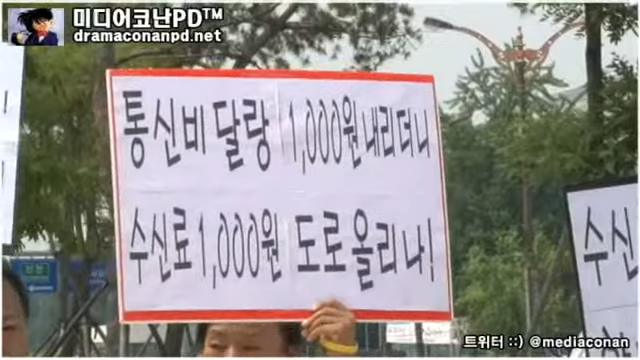 미디어코난PD™
dramaconanpd.net
통신비 달랑 1,000원 내리더니
수신료 1,000원 도로 올리나!
수신
트위터 ::) @mediaconan